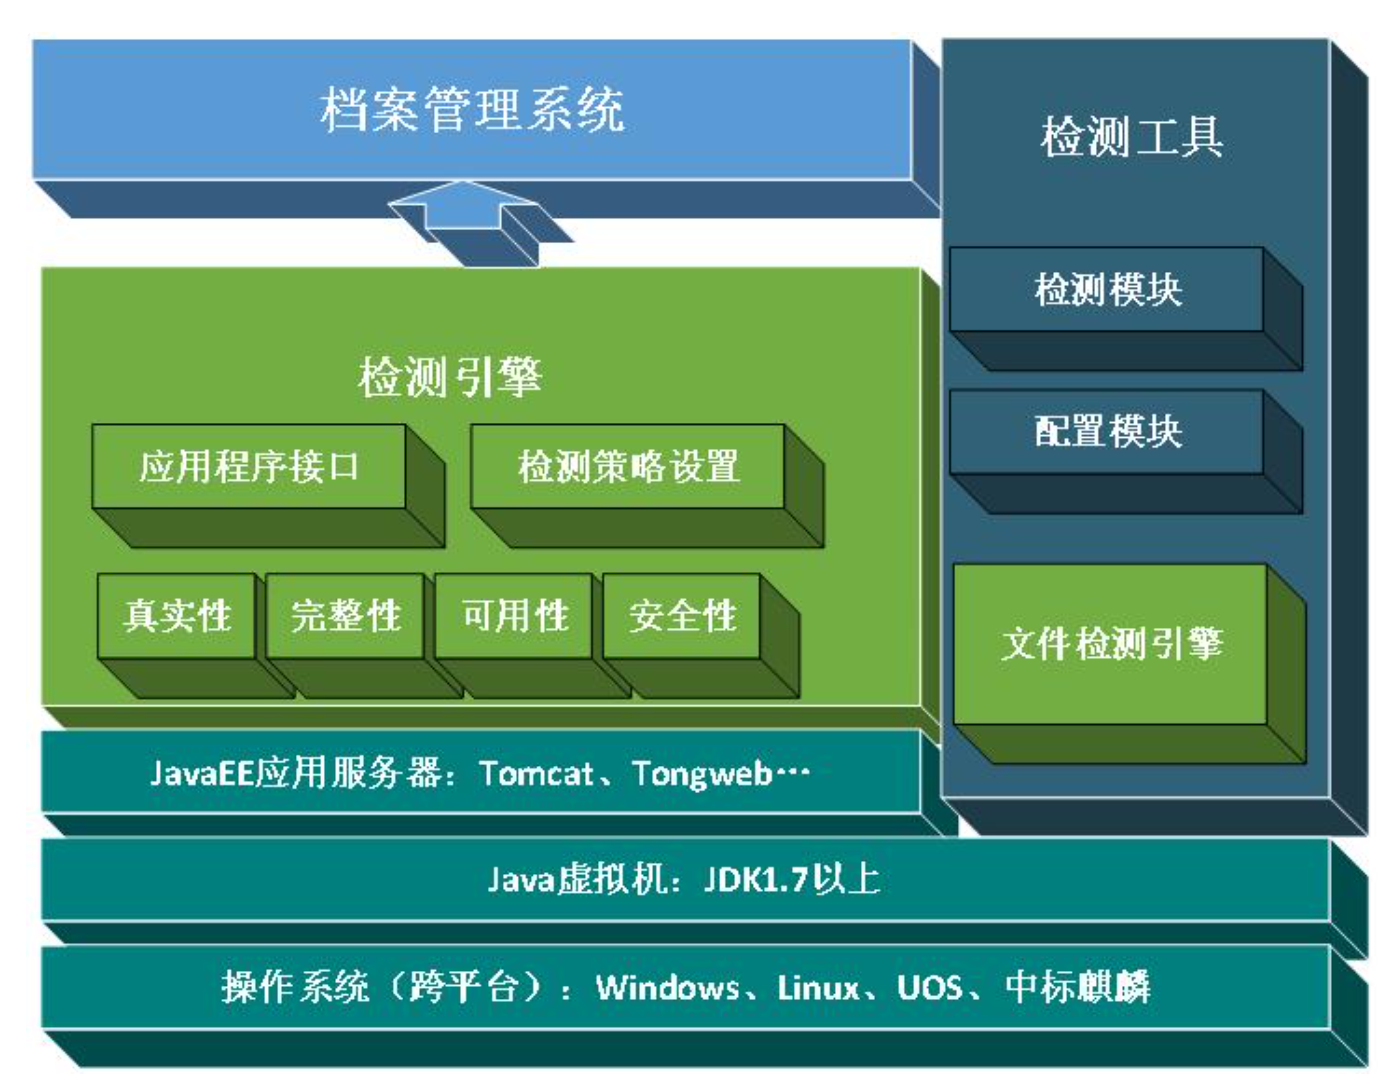 档案管理系统
检测工具
检测模块
配置模块
文件检测引擎
检测引擎
应用程序接口
检测策略设置
真实性
完整性
可用性
安全性
JavaEE应用服务器：Tomcat、Tongweb…
Java虚拟机：JDK1.7以上
操作系统（跨平台）：Windows、Linux、UOS、中标麒麟